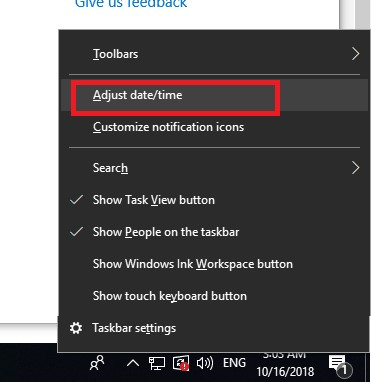 Give us feedback
Toolbars
Adjust date/time
Customize notification icons
Search
Show Task View button
Show People on the taskbar
Show Windows Ink Workspace button
Show touch keyboard button
Taskbar settings
ENG
3:03 AM
10/16/2018
1